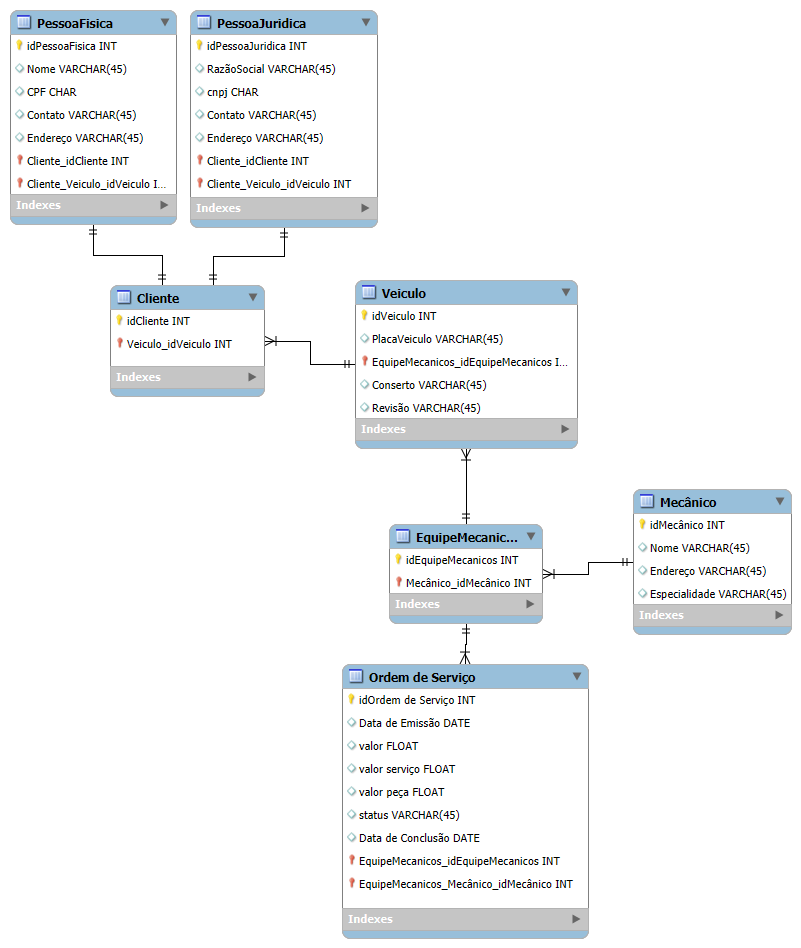 PessoaFisica
idPessoaFisica INT
Nome VARCHAR(45)
CPF CHAR
Contato VARCHAR(45)
Endereço VARCHAR(45)
Cliente_idCliente INT
Cliente_Veiculo_idVeiculo I...
Indexes
PessoaJuridica
idPessoaJuridica INT
RazãoSocial VARCHAR(45)
cnpj CHAR
Contato VARCHAR(45)
Endereço VARCHAR(45)
Cliente_idCliente INT
Cliente_Veiculo_idVeiculo INT
Indexes
Cliente
idCliente INT
Veiculo_idVeiculo INT
Indexes
Veiculo
idVeiculo INT
PlacaVeiculo VARCHAR(45)
EquipeMecanicos_idEquipeMecanicos I...
Conserto VARCHAR(45)
Revisão VARCHAR(45)
Indexes
EquipeMecanic...
idEquipeMecanicos INT
Mecânico_idMecânico INT
Indexes
Mecânico
idMecânico INT
Nome VARCHAR(45)
Endereço VARCHAR(45)
Especialidade VARCHAR(45)
Indexes
Ordem de Serviço
idOrdem de Serviço INT
Data de Emissão DATE
valor FLOAT
valor serviço FLOAT
valor peça FLOAT
status VARCHAR(45)
Data de Conclusão DATE
EquipeMecanicos_idEquipeMecanicos INT
EquipeMecanicos_Mecânico_idMecânico INT
Indexes